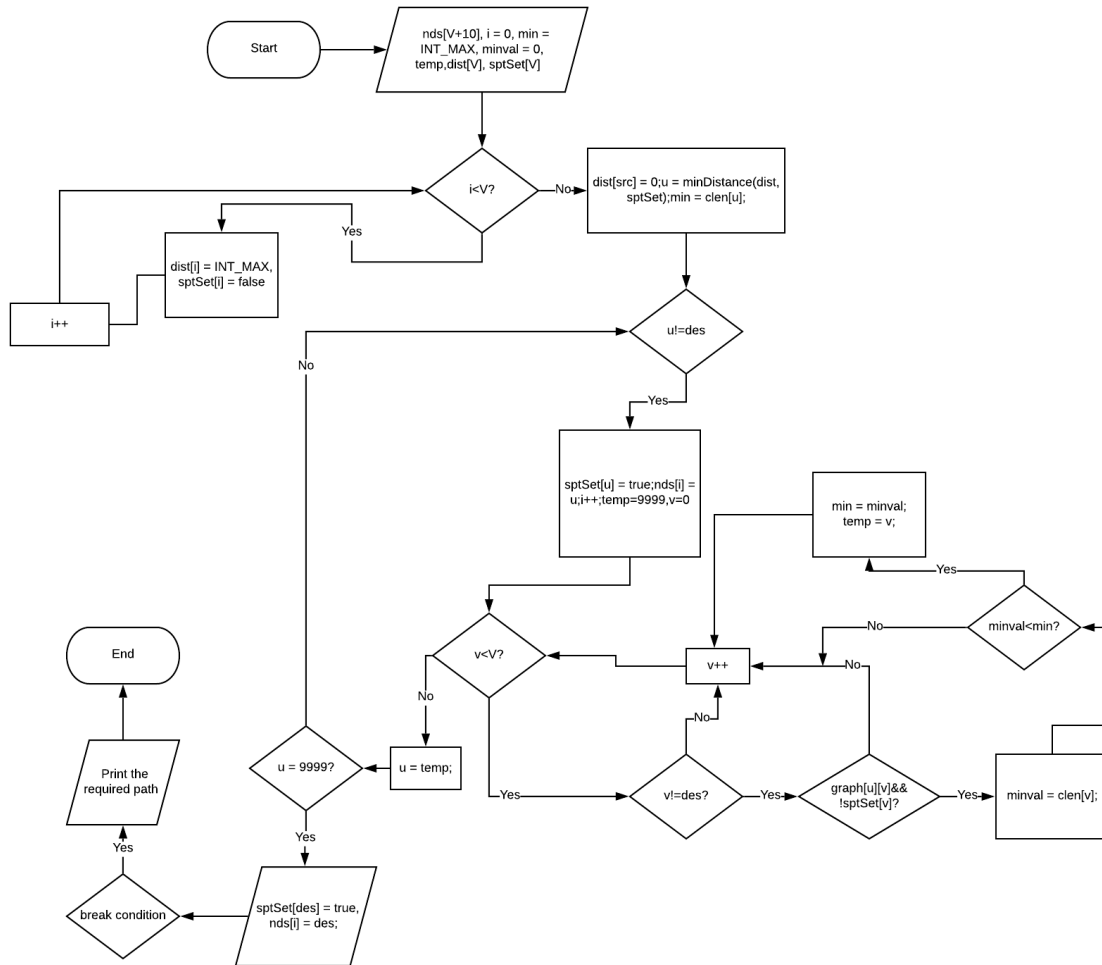 Start
nds[V+10], i = 0, min =
INT_MAX, minval = 0,
temp,dist[V], sptSet[V]
i<V?
No
dist[src] = 0;u = minDistance(dist,
sptSet);min = clen[u];
Yes
dist[i] = INT_MAX,
sptSet[i] = false
i++
u!=des
No
Yes
sptSet[u] = true;nds[i] =
u;i++;temp=9999,v=0
min = minval;
temp = v;
Yes
minval<min?
No
v<V?
v++
No
End
No
No
u = 9999?
u = temp;
Print the
required path
Yes
v!=des?
Yes
graph[u][v]&&
!sptSet[v]?
Yes
minval = clen[v];
Yes
Yes
break condition
sptSet[des] = true,
nds[i] = des;